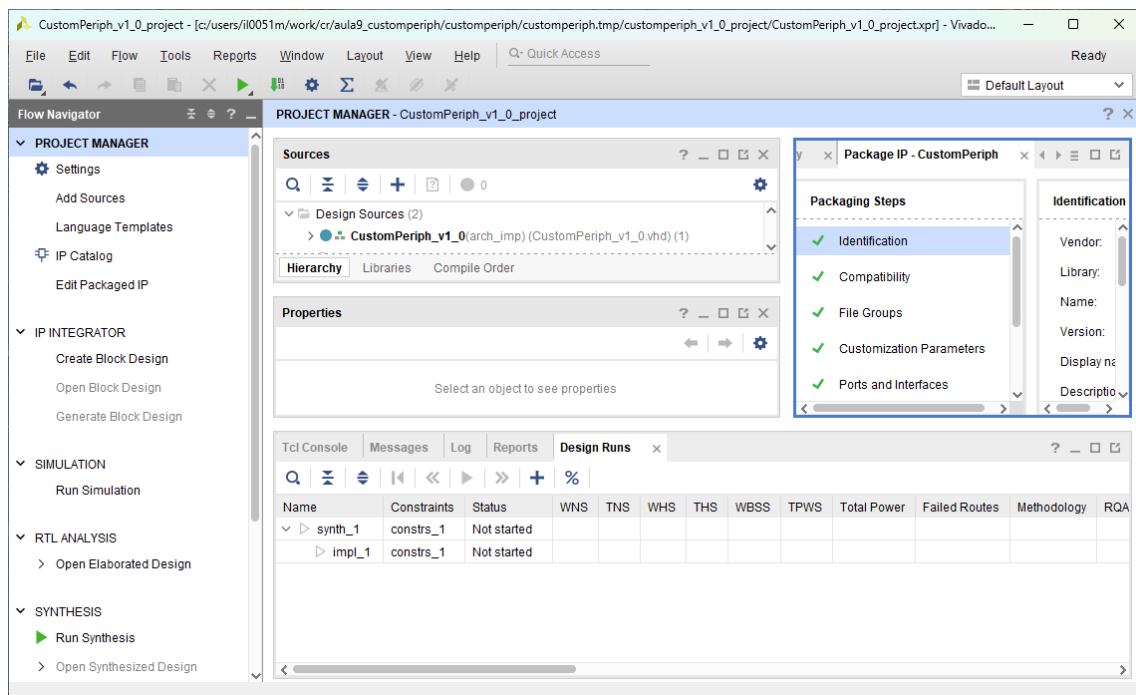 CustomPeriph_v1_0_project - [c:/users/il0051m/work/cr/aula9_customperiph/customperiph/customperiph.tmp/customperiph_v1_0_project/CustomPeriph_v1_0_project.xpr] - Vivado...
File Edit Flow Tools Reports Window Layout View Help Q- Quick Access Ready
Default Layout
Flow Navigator
PROJECT MANAGER
Settings
Add Sources
Language Templates
IP Catalog
Edit Packaged IP
IP INTEGRATOR
Create Block Design
Open Block Design
Generate Block Design
SIMULATION
Run Simulation
RTL ANALYSIS
Open Elaborated Design
SYNTHESIS
Run Synthesis
Open Synthesized Design
PROJECT MANAGER - CustomPeriph_v1_0_project
Sources
0
Design Sources (2)
CustomPeriph_v1_0(arch_imp) (CustomPeriph_v1_0.vhd) (1)
Hierarchy Libraries Compile Order
Properties
Select an object to see properties
y Package IP - CustomPeriph
Packaging Steps
Identification
Compatibility
File Groups
Customization Parameters
Ports and Interfaces
Identification
Vendor:
Library:
Name:
Version:
Display na
Descriptio
Tcl Console Messages Log Reports Design Runs
Name Constraints Status WNS TNS WHS THS WBSS TPWS Total Power Failed Routes Methodology RQA
synth_1 constrs_1 Not started
impl_1 constrs_1 Not started